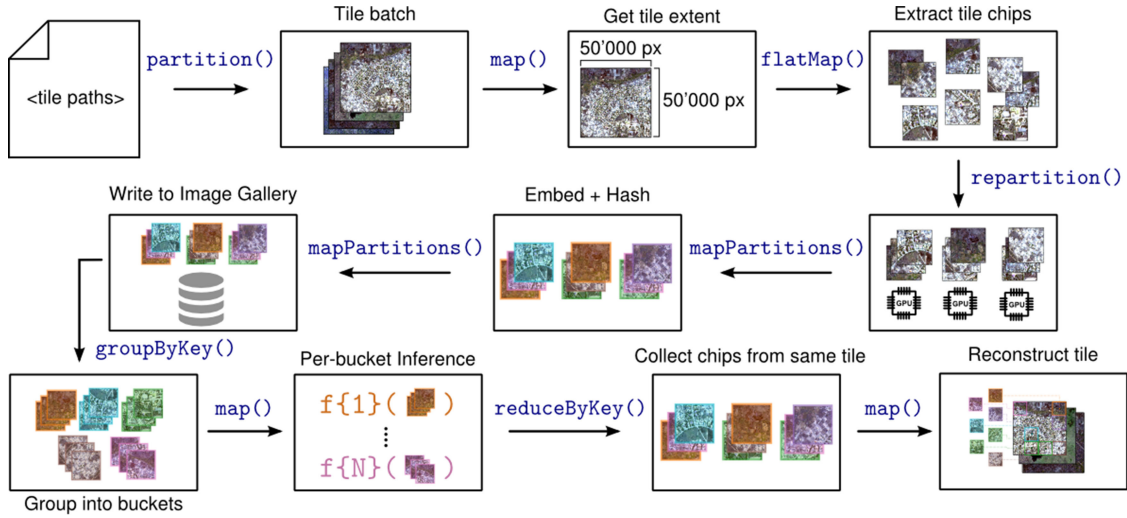 Tile batch
Get tile extent
Extract tile chips
<tile paths>
partition()
map()
50’000 px
50’000 px
flatMap()
repartition()
Write to Image Gallery
Embed + Hash
mapPartitions()
mapPartitions()
GPU
GPU
GPU
groupByKey()
Per-bucket Inference
Collect chips from same tile
Reconstruct tile
map()
f{1}( )
f{N}( )
reduceByKey()
map()
Group into buckets